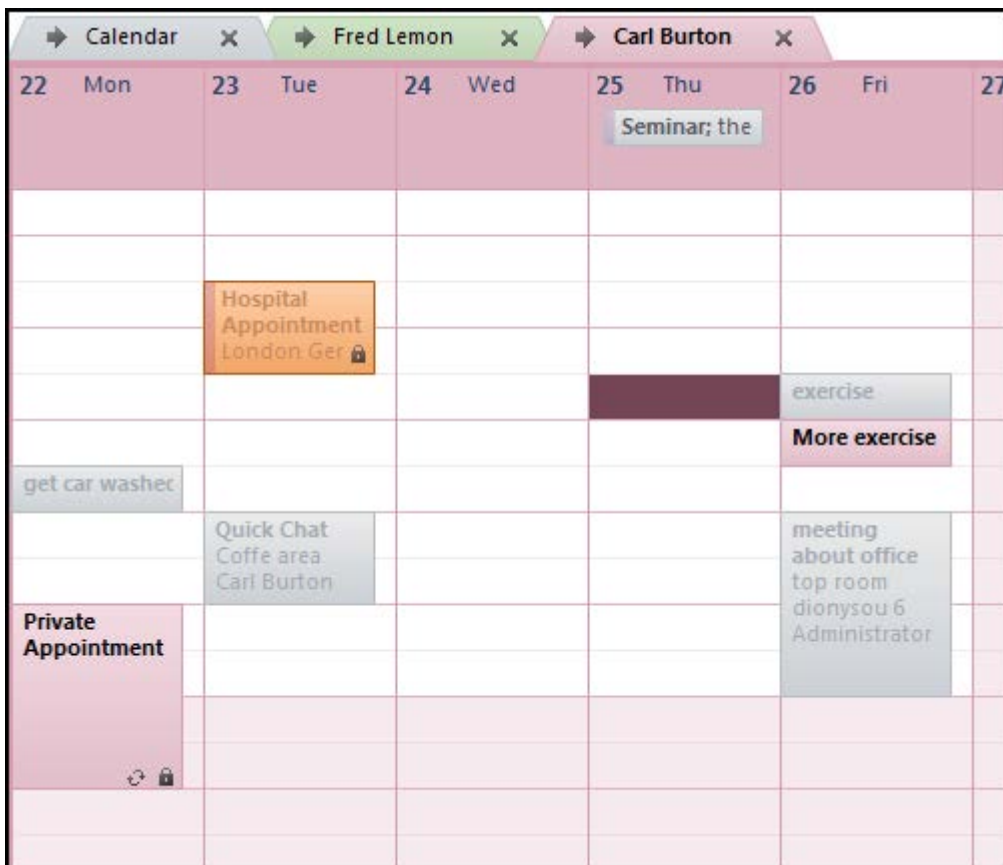 Calendar
Fred Lemon
Carl Burton
22 Mon
23 Tue
24 Wed
25 Thu
26 Fri
27
Seminar; the
Hospital
Appointment
London Ger
exercise
More exercise
get car washed
Quick Chat
Coffe area
Carl Burton
meeting
about office
top room
dionysou 6
Administrator
Private
Appointment